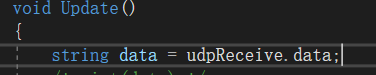 void Update()
{
string data = udpReceive.data;